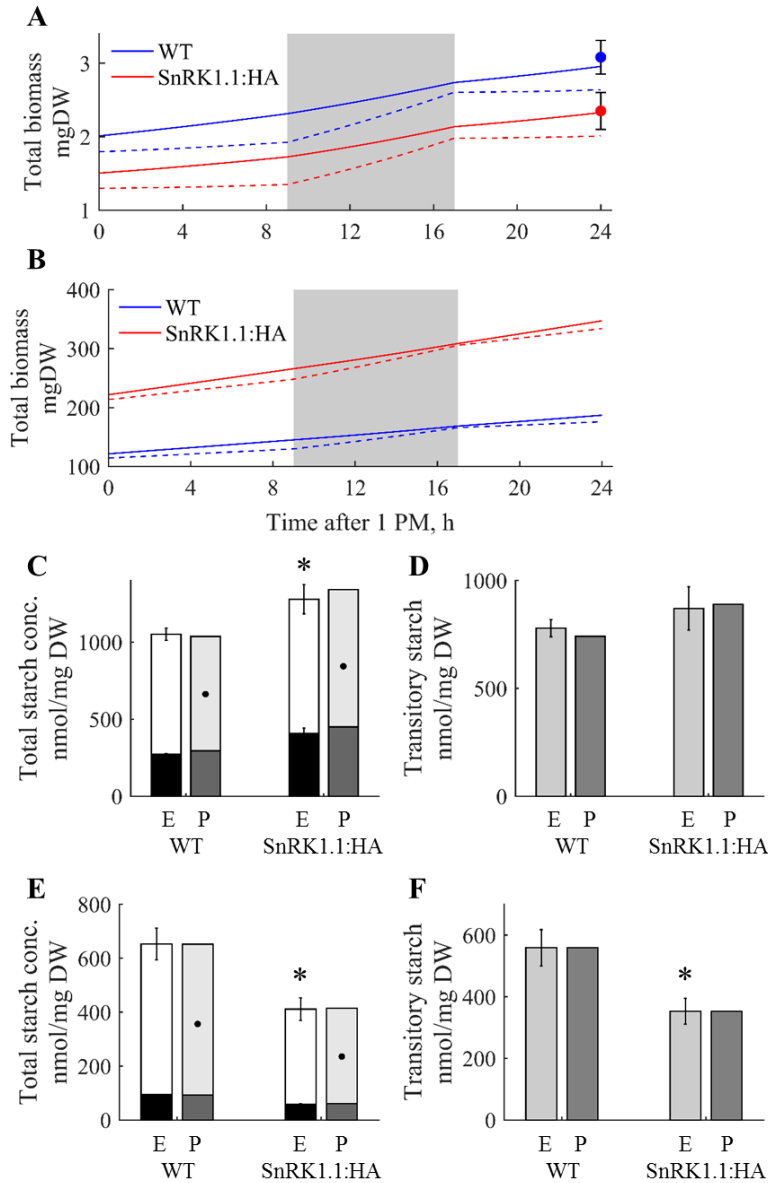 A
Total biomass
mgDW
3
2
1
WT
SnRK1.1:HA
0 4 8 12 16 20 24
B
Total biomass
mgDW
400
300
200
100
WT
SnRK1.1:HA
0 4 8 12 16 20 24
Time after 1 PM, h
C
Total starch conc.
nmol/mg DW
1000
500
0
*
E P E P
WT SnRK1.1:HA
D
Transitory starch
nmol/mg DW
1000
500
0
E P E P
WT SnRK1.1:HA
E
Total starch conc.
nmol/mg DW
800
600
400
200
0
*
E P E P
WT SnRK1.1:HA
F
Transitory starch
nmol/mg DW
600
400
200
0
*
E P E P
WT SnRK1.1:HA